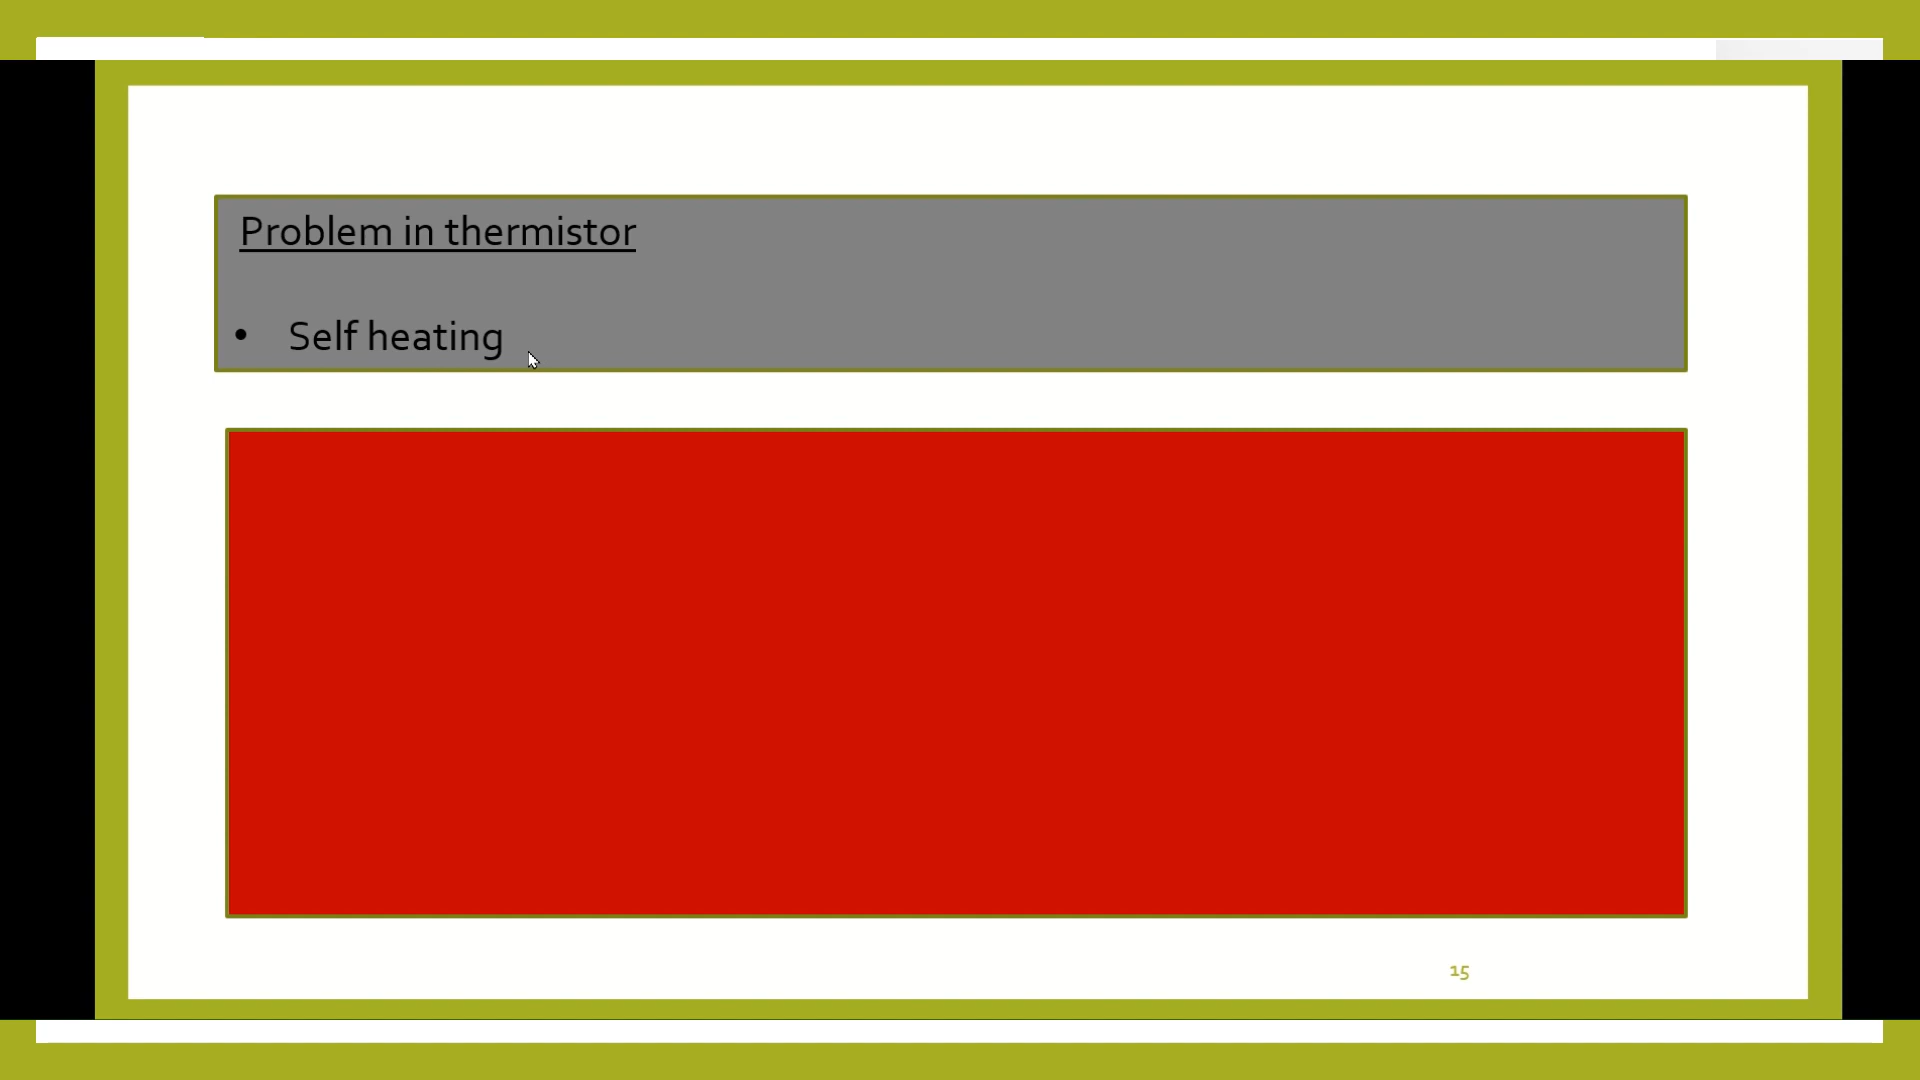 Problem in thermistor
• Self heating
15